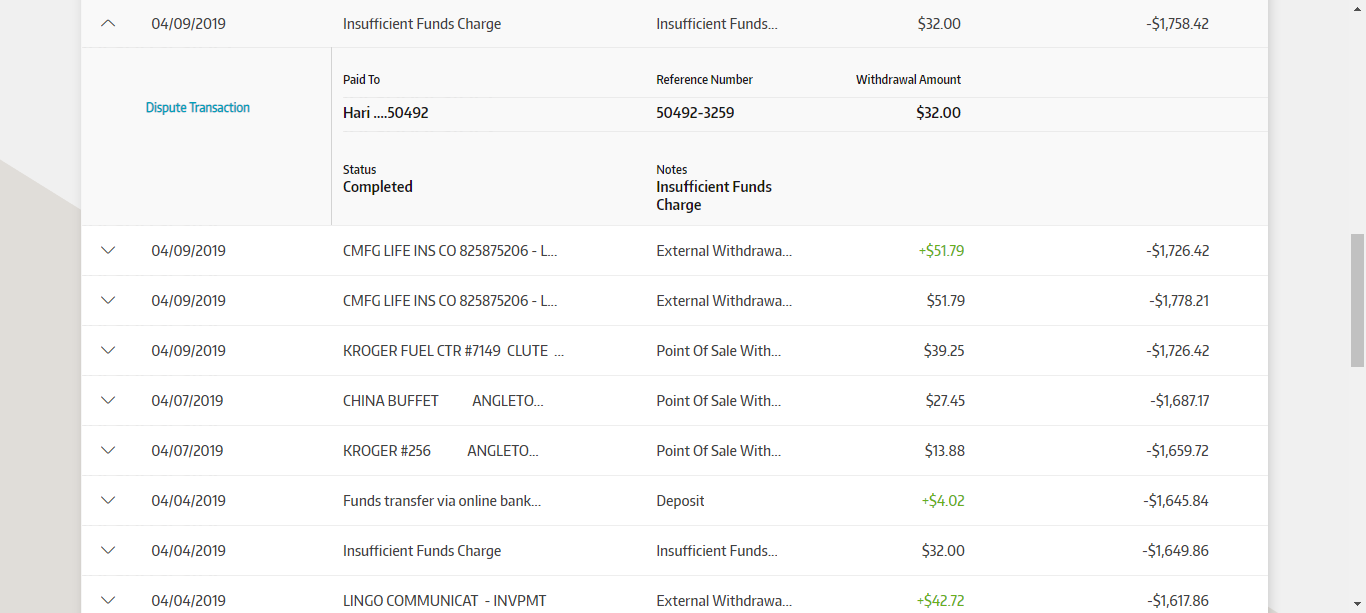 04/09/2019 Insufficient Funds Charge Insufficient Funds... $32.00 -$1,758.42
Paid To Reference Number Withdrawal Amount
Dispute Transaction
Hari ....50492 50492-3259 $32.00
Status Notes
Completed Insufficient Funds
Charge
04/09/2019 CMFG LIFE INS CO 825875206 - L... External Withdrawa... +$51.79 -$1,726.42
04/09/2019 CMFG LIFE INS CO 825875206 - L... External Withdrawa... $51.79 -$1,778.21
04/09/2019 KROGER FUEL CTR #7149 CLUTE ... Point Of Sale With... $39.25 -$1,726.42
04/07/2019 CHINA BUFFET ANGLETO... Point Of Sale With... $27.45 -$1,687.17
04/07/2019 KROGER #256 ANGLETO... Point Of Sale With... $13.88 -$1,659.72
04/04/2019 Funds transfer via online bank... Deposit +$4.02 -$1,645.84
04/04/2019 Insufficient Funds Charge Insufficient Funds... $32.00 -$1,649.86
04/04/2019 LINGO COMMUNICAT - INVPMT External Withdrawa... +$42.72 -$1,617.86